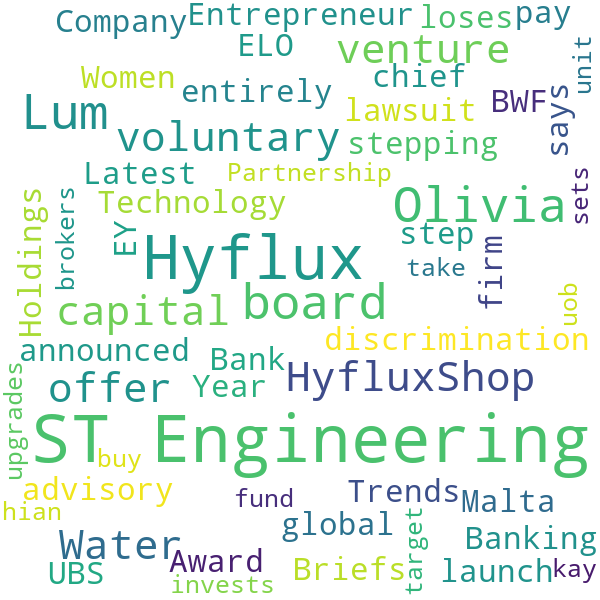 Company Entrepreneur loses pay
ELO venture
Women chief unit
entirely BWF
Lum lawsuit says
voluntary stepping
Latest Partnership
Technology Olivia sets
Holdings brokers EY step
Hyflux take firm
capital board uob
discrimination
announced Bank
offer Year HyfluxShop
upgrades
ST Engineering
buy
advisory fund Trends Malta
hian global target
Water Banking
UBS Award Briefs launch kay
invests